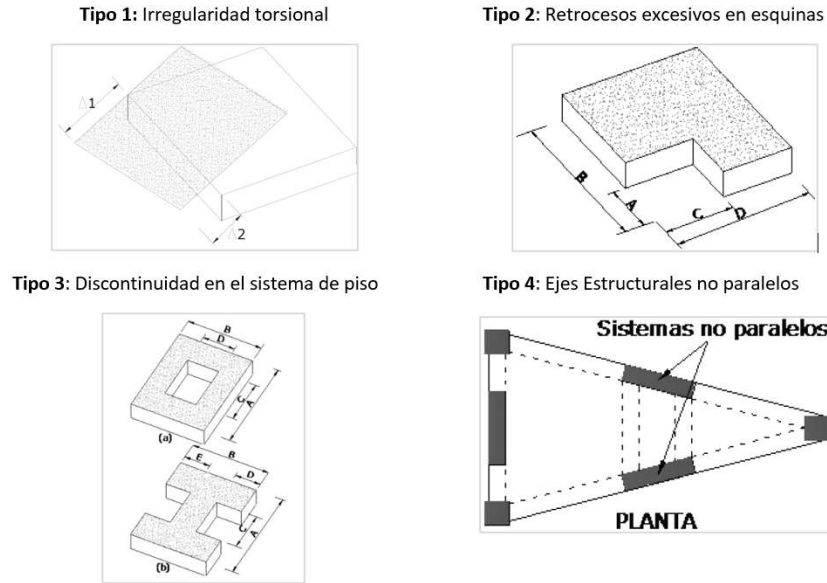 Tipo 1: Irregularidad torsional
Δ1
Δ2
Tipo 2: Retrocesos excesivos en esquinas
B
A
C
D
Tipo 3: Discontinuidad en el sistema de piso
B
D
C
A
(a)
B
E
D
C
A
(b)
Tipo 4: Ejes Estructurales no paralelos
Sistemas no paralelos
PLANTA